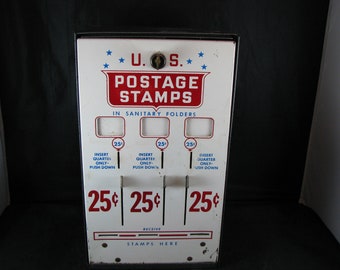 U. S.
POSTAGE
STAMPS
IN SANITARY FOLDERS
25¢ 25¢ 25¢
INSERT QUARTER ONLY- PUSH DOWN
INSERT QUARTER ONLY- PUSH DOWN
INSERT QUARTER ONLY- PUSH DOWN
25¢ 25¢ 25¢
RECEIVE
STAMPS HERE